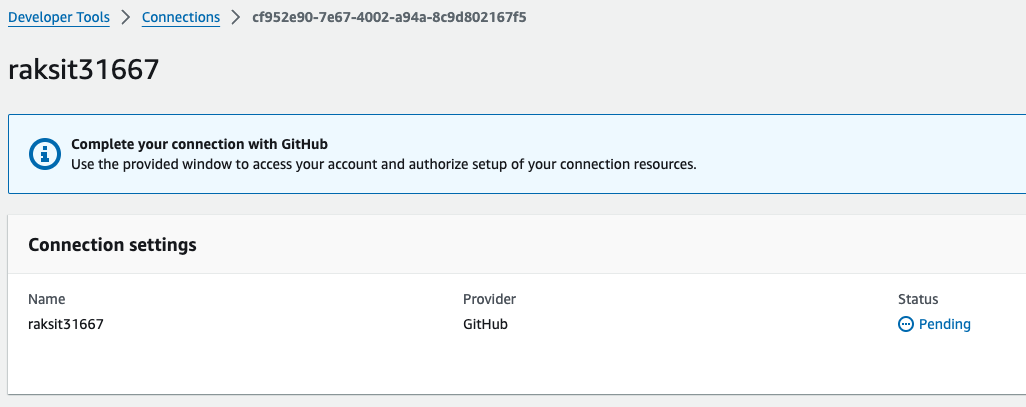 Developer Tools > Connections > cf952e90-7e67-4002-a94a-8c9d802167f5
raksit31667
Complete your connection with GitHub
Use the provided window to access your account and authorize setup of your connection resources.
Connection settings
Name Provider Status
raksit31667 GitHub Pending